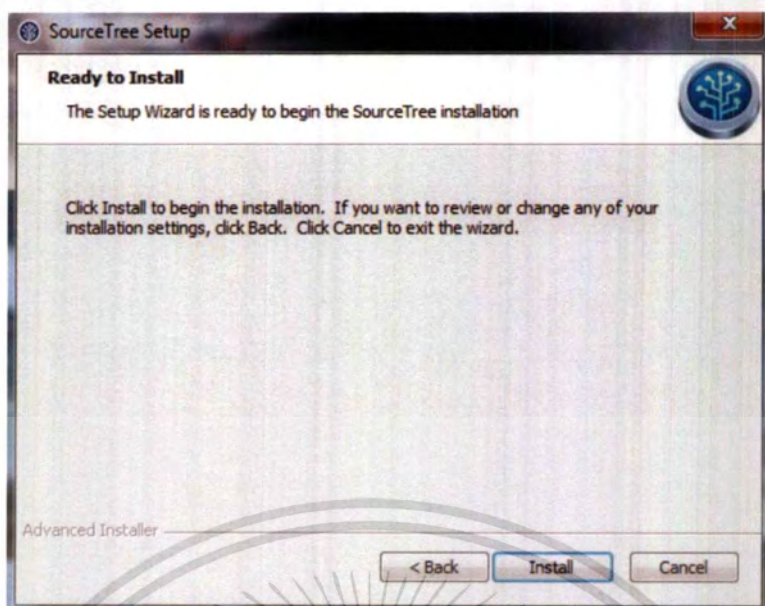 SourceTree Setup
Ready to Install
The Setup Wizard is ready to begin the SourceTree installation
Click Install to begin the installation. If you want to review or change any of your
installation settings, click Back. Click Cancel to exit the wizard.
Advanced Installer
< Back Install Cancel